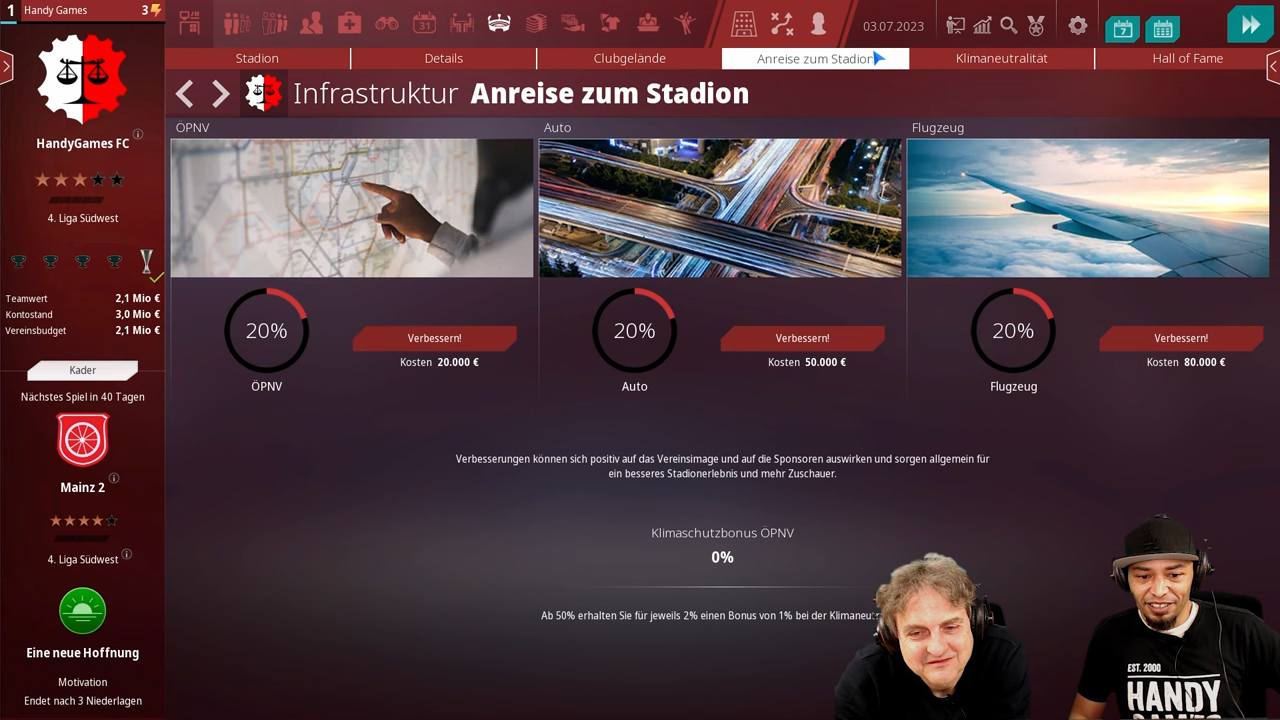 1 Handy Games 3
31
03.07.2023
7
Stadion
Details
Clubgelände
Anreise zum Stadion
Klimaneutralität
Hall of Fame
Infrastruktur Anreise zum Stadion
HandyGames FC
4. Liga Südwest
Teamwert 2,1 Mio €
Kontostand 3,0 Mio €
Vereinsbudget 2,1 Mio €
Kader
Nächstes Spiel in 40 Tagen
Mainz 2
4. Liga Südwest
Eine neue Hoffnung
Motivation
Endet nach 3 Niederlagen
ÖPNV
20%
ÖPNV
Verbessern!
Kosten 20.000 €
Auto
20%
Auto
Verbessern!
Kosten 50.000 €
Flugzeug
20%
Flugzeug
Verbessern!
Kosten 80.000 €
Verbesserungen können sich positiv auf das Vereinsimage und auf die Sponsoren auswirken und sorgen allgemein für
ein besseres Stadionerlebnis und mehr Zuschauer.
Klimaschutzbonus ÖPNV
0%
Ab 50% erhalten Sie für jeweils 2% einen Bonus von 1% bei der
EST. 2000
HANDY